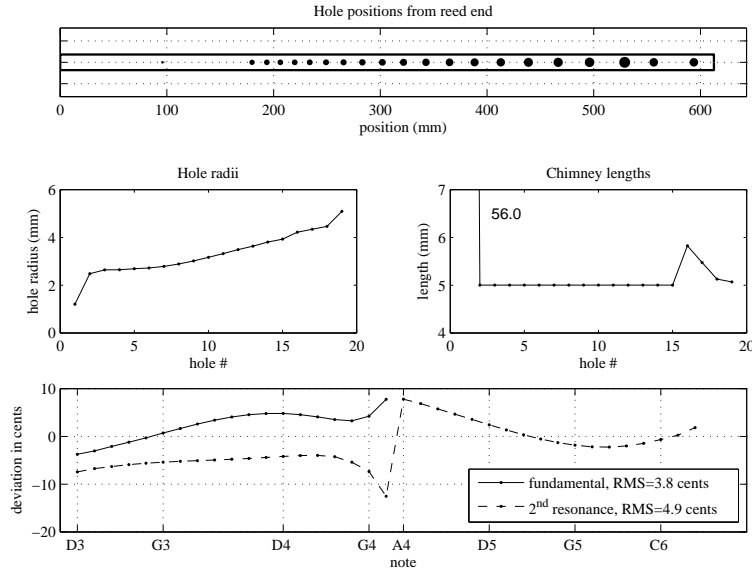 Hole positions from reed end
0 100 200 300 400 500 600
position (mm)
Hole radii
6
4
2
0
hole radius (mm)
0 5 10 15 20
hole #
Chimney lengths
56.0
7
6
5
4
length (mm)
0 5 10 15 20
hole #
10
0
−10
−20
deviation in cents
fundamental, RMS=3.8 cents
2nd resonance, RMS=4.9 cents
D3 G3 D4 G4 A4 D5 G5 C6
note